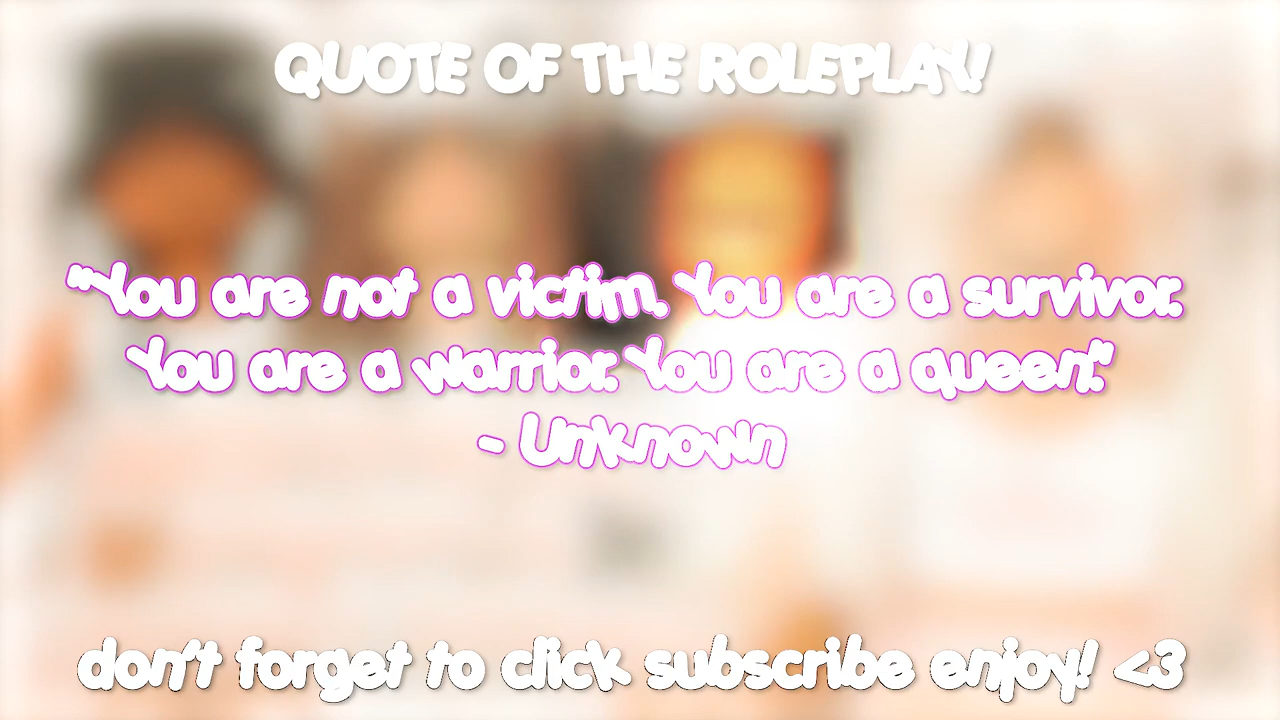 QUOTE OF THE ROLEPLAY!
"You are not a victim. You are a survivor.
You are a warrior. You are a queen."
- Unknown
don't forget to click subscribe enjoy! <3